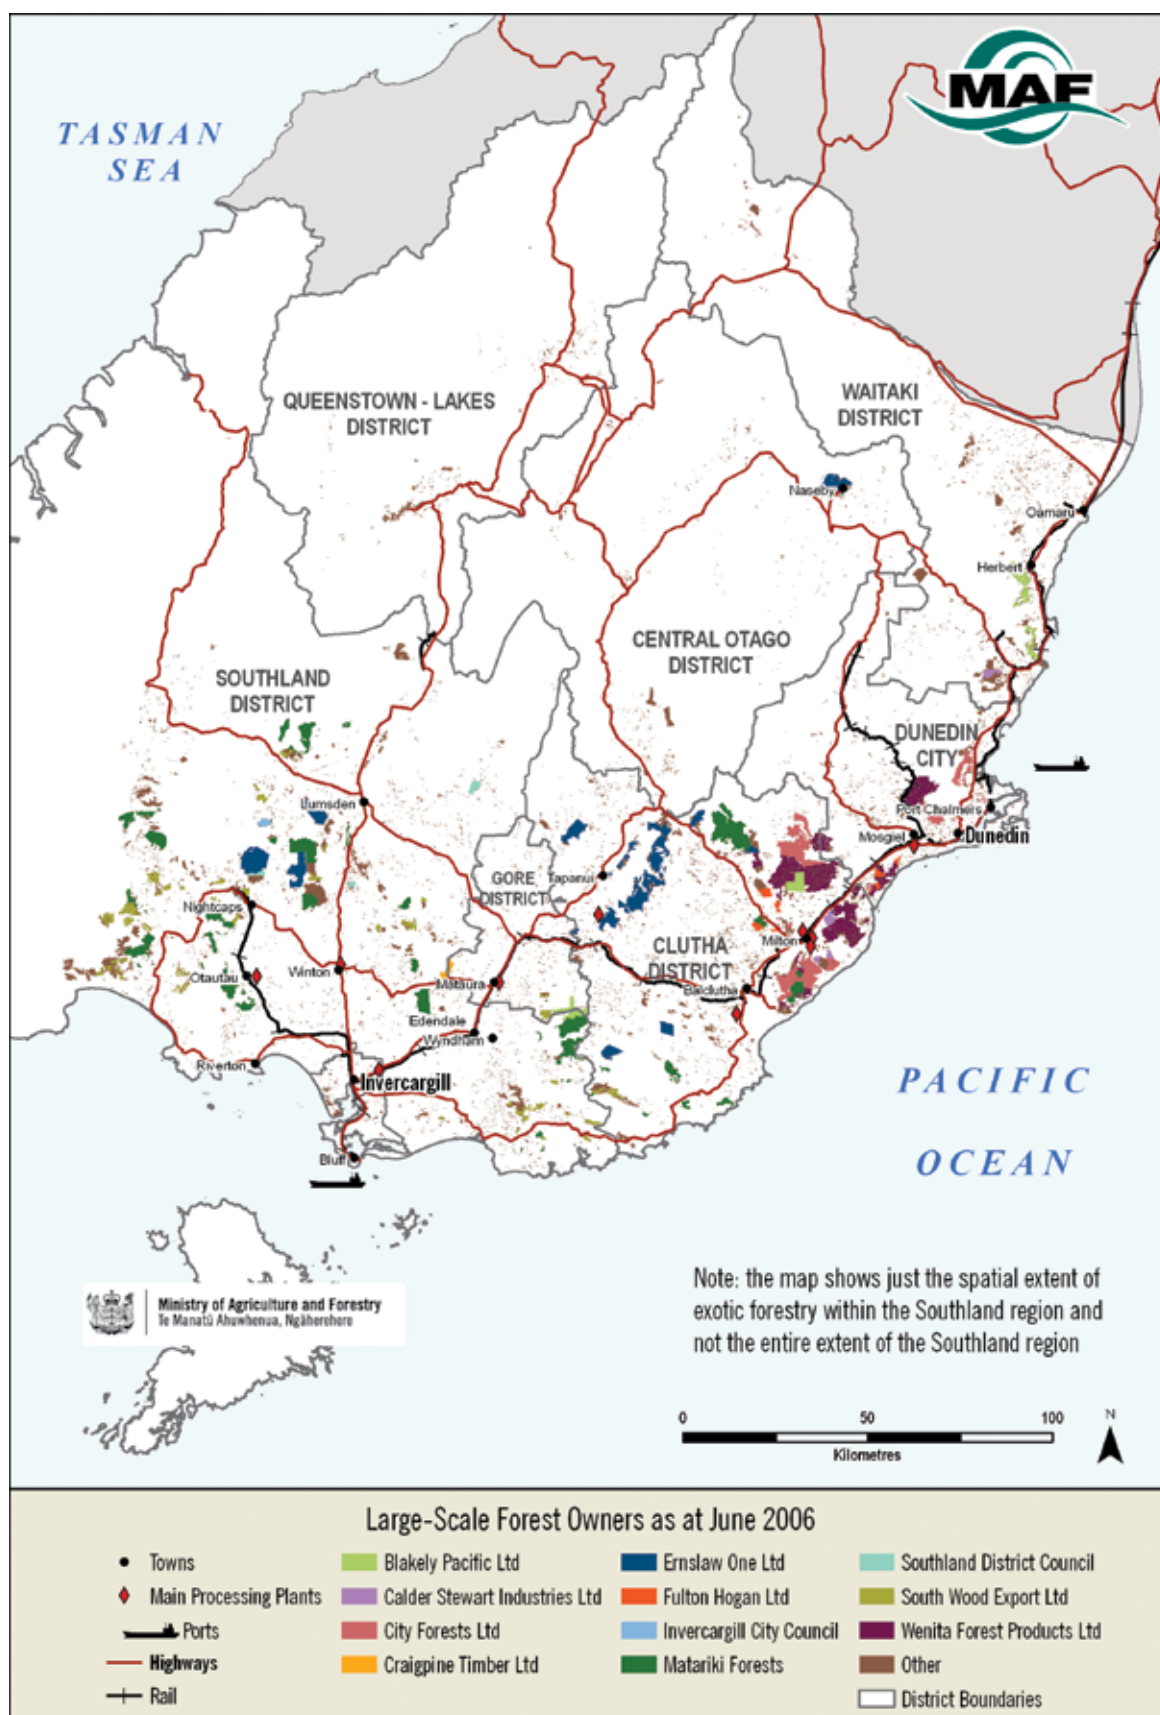 MAF
TASMAN
SEA
QUEENSTOWN - LAKES
DISTRICT
WAITAKI
DISTRICT
Naseby
Oamaru
Herbert
CENTRAL OTAGO
DISTRICT
SOUTHLAND
DISTRICT
DUNEDIN
CITY
Lumsden
Port Chalmers
Mosgiel
Dunedin
GORE
DISTRICT
Tapanui
Nightcaps
CLUTHA
DISTRICT
Milton
Otautau
Winton
Mataura
Balclutha
Edendale
Wyndham
Riverton
Invercargill
PACIFIC
OCEAN
Bluff
Ministry of Agriculture and Forestry
Te Manatū Ahuwhenua, Ngāherehere
Note: the map shows just the spatial extent of
exotic forestry within the Southland region and
not the entire extent of the Southland region
0 50 100
Kilometres
N
Large-Scale Forest Owners as at June 2006
Towns
Main Processing Plants
Ports
Highways
Rail
Blakely Pacific Ltd
Calder Stewart Industries Ltd
City Forests Ltd
Craigpine Timber Ltd
Ernslaw One Ltd
Fulton Hogan Ltd
Invercargill City Council
Matariki Forests
Southland District Council
South Wood Export Ltd
Wenita Forest Products Ltd
Other
District Boundaries